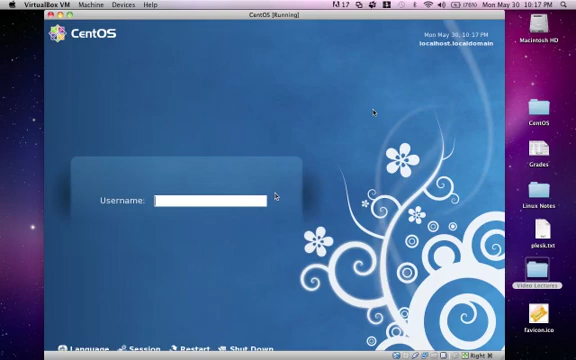 VirtualBox VM Machine Devices Help
17
(76%) Mon May 30 10:17 PM
CentOS [Running]
CentOS
Mon May 30, 10:17 PM
localhost.localdomain
Macintosh HD
CentOS
Grades
Username:
Linux Notes
plesk.txt
Video Lectures
favicon.ico
Language Session Restart Shut Down
Right ⌘